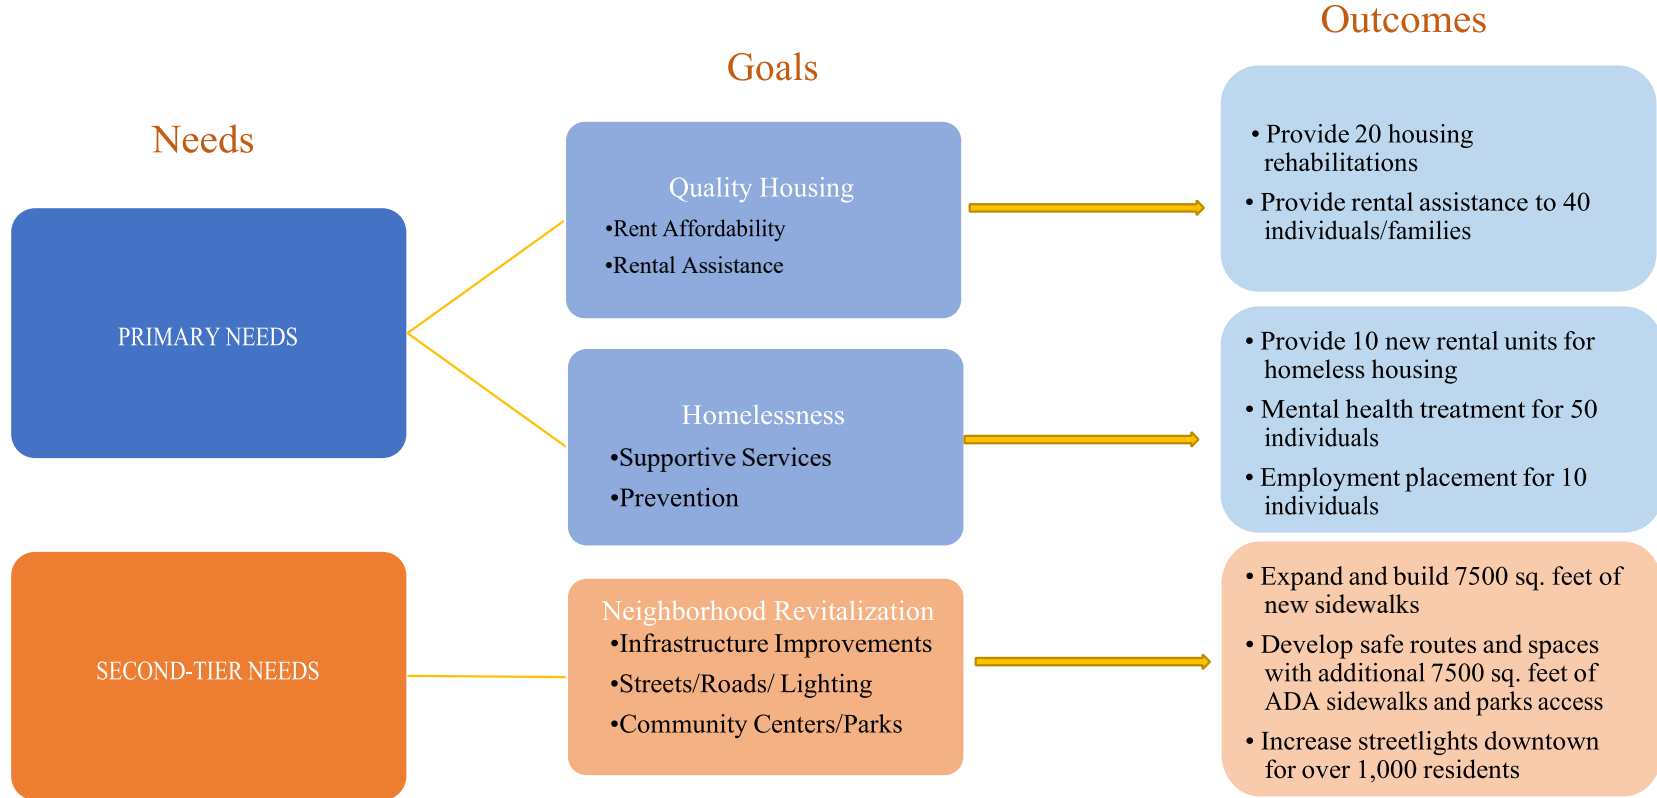 Needs
PRIMARY NEEDS
SECOND-TIER NEEDS
Goals
Quality Housing
•Rent Affordability
•Rental Assistance
Homelessness
•Supportive Services
•Prevention
Neighborhood Revitalization
•Infrastructure Improvements
•Streets/Roads/ Lighting
•Community Centers/Parks
Outcomes
• Provide 20 housing
rehabilitations
• Provide rental assistance to 40
individuals/families
• Provide 10 new rental units for
homeless housing
• Mental health treatment for 50
individuals
• Employment placement for 10
individuals
• Expand and build 7500 sq. feet of
new sidewalks
• Develop safe routes and spaces
with additional 7500 sq. feet of
ADA sidewalks and parks access
• Increase streetlights downtown
for over 1,000 residents